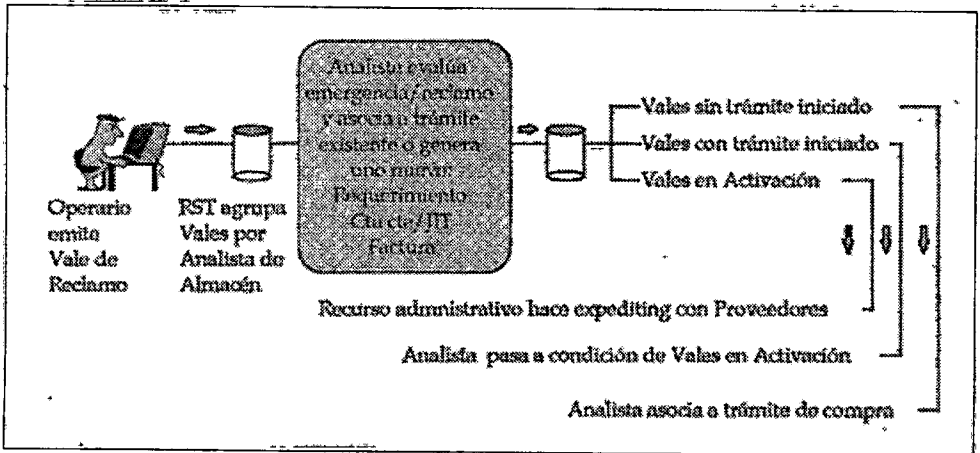 Operario
emite
Vale de
Reclamo
RST agrupa
Vales por
Analista de
Almacén
Analista evalúa
emergencia/reclamo
y asocia a trámite
existente o genera
uno nuevo:
Requerimiento
Cta cte/JIT
Factura
Vales sin trámite iniciado
Vales con trámite iniciado
Vales en Activación
Recurso administrativo hace expediting con Proveedores
Analista pasa a condición de Vales en Activación
Analista asocia a trámite de compra